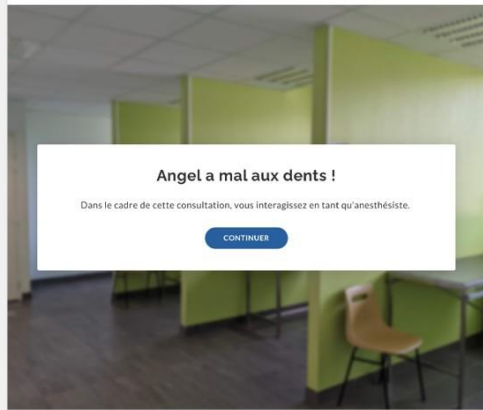 Angel a mal aux dents !
Dans le cadre de cette consultation, vous interagissez en tant qu'anesthésiste.
CONTINUER